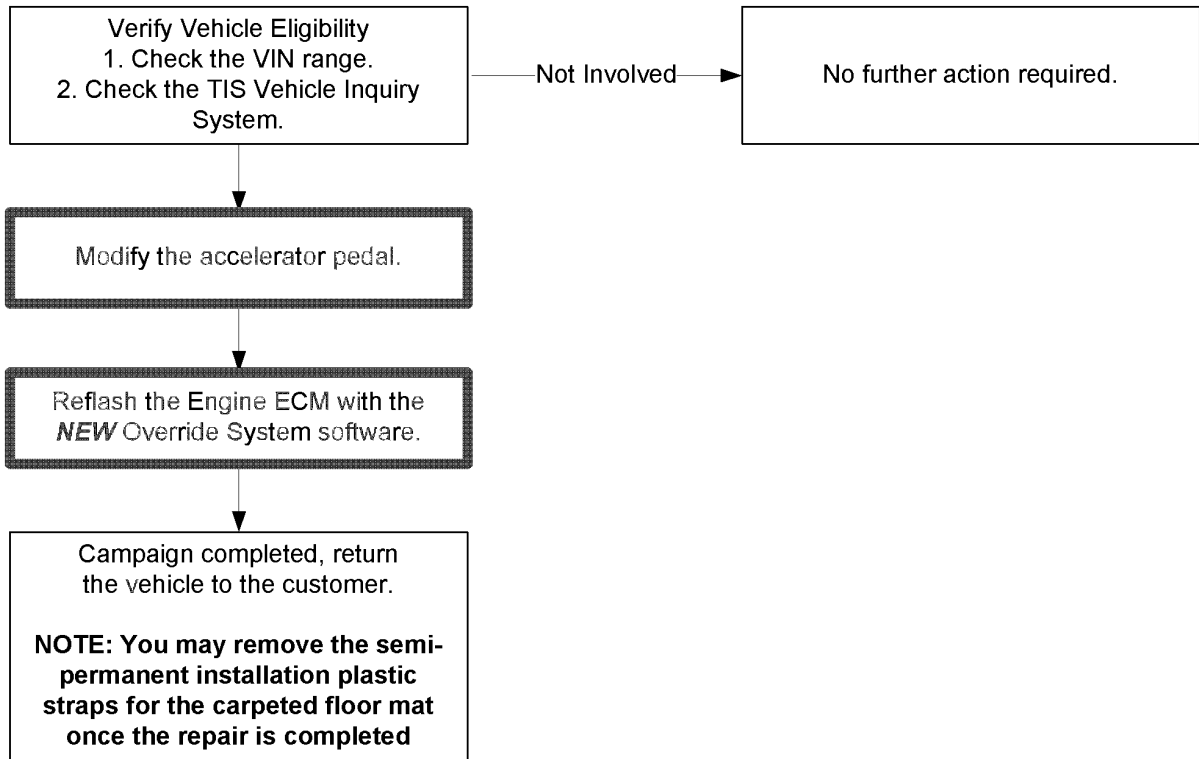 Verify Vehicle Eligibility
1. Check the VIN range.
2. Check the TIS Vehicle Inquiry
System.
Not Involved
No further action required.
Modify the accelerator pedal.
Reflash the Engine ECM with the
NEW Override System software.
Campaign completed, return
the vehicle to the customer.
NOTE: You may remove the semi-
permanent installation plastic
straps for the carpeted floor mat
once the repair is completed